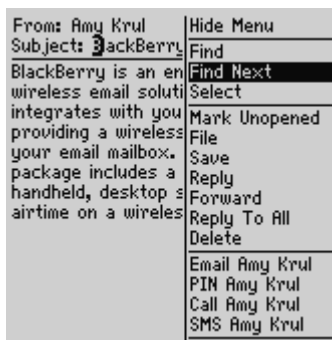 From: Amy Krul
Subject: BackBerry
BlackBerry is an en
wireless email soluti
integrates with you
providing a wireless
your email mailbox.
package includes a
handheld, desktop s
airtime on a wireles
Hide Menu
Find
Find Next
Select
Mark Unopened
File
Save
Reply
Forward
Reply To All
Delete
Email Amy Krul
PIN Amy Krul
Call Amy Krul
SMS Amy Krul